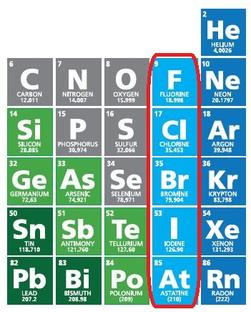 2
He
HELIUM
4,0026
6 7 8 9 10
C N O F Ne
CARBON NITROGEN OXYGEN FLUORINE NEON
12.011 14,007 15,999 18,998 20.1797
14 15 16 17 18
Si P S Cl Ar
SILICON PHOSPHORUS SULFUR CHLORINE ARGON
28,085 30,974 32,066 35,453 39,948
32 33 34 35 36
Ge As Se Br Kr
GERMANIUM ARSENIC SELENIUM BROMINE KRYPTON
72,63 74,921 78,971 79,904 83,798
50 51 52 53 54
Sn Sb Te I Xe
TIN ANTIMONY TELLURIUM IODINE XENON
118,710 121,760 127,60 126,90 131,293
82 83 84 85 86
Pb Bi Po At Rn
LEAD BISMUTH POLONIUM ASTATINE RADON
207.2 208.98 (209) (210) (222)